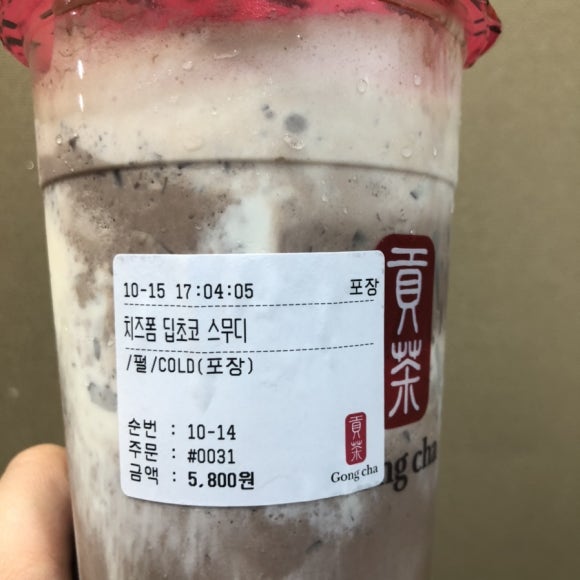 10-15 17:04:05 포장
치즈폼 딥초코 스무디
/펄/COLD(포장)
순번 : 10-14
주문 : #0031
금액 : 5,800원
貢茶
Gong cha
貢茶
Gong cha